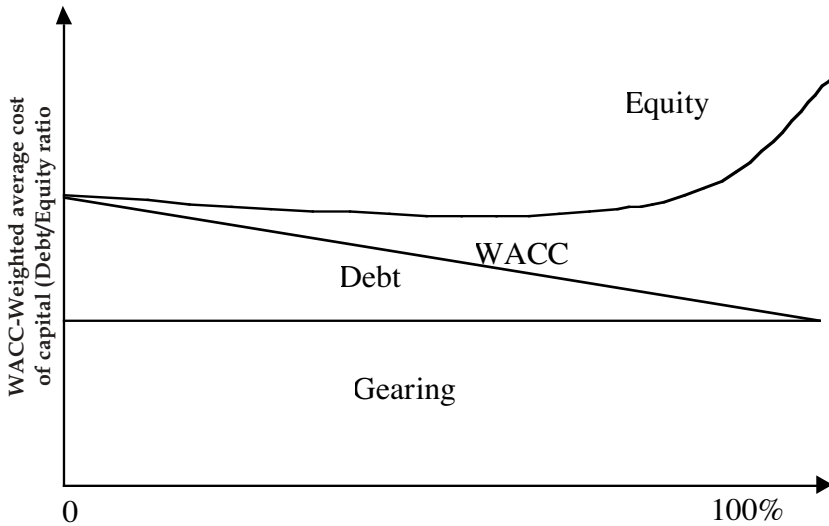 WACC-Weighted average cost
of capital (Debt/Equity ratio
Equity
WACC
Debt
Gearing
0
100%